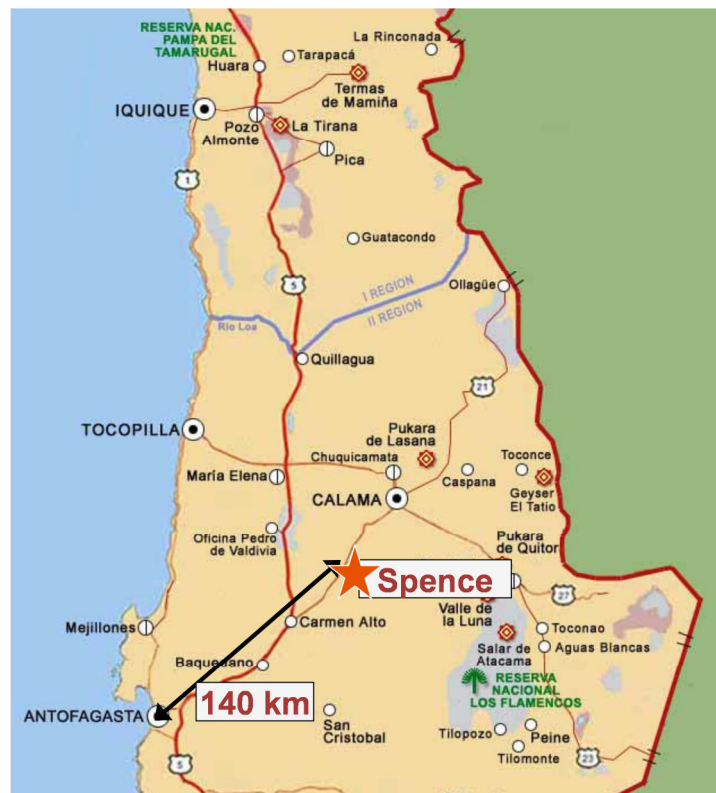 RESERVA NAC.
PAMPA DEL
TAMARUGAL
La Rinconada
Tarapacá
Huara
Termas
de Mamiña
IQUIQUE
Pozo
Almonte
La Tirana
Pica
1
Guatacondo
5
I REGION
II REGION
Ollagüe
Río Loa
Quillagua
21
TOCOPILLA
Pukara
de Lasana
Chuquicamata
Toconce
María Elena
Caspana
CALAMA
Geyser
El Tatio
Oficina Pedro
de Valdivia
Pukara
de Quitor
Spence
27
Valle de
la Luna
Mejillones
Carmen Alto
Toconao
Salar de
Atacama
Aguas Blancas
Baquedano
RESERVA
NACIONAL
LOS FLAMENCOS
140 km
ANTOFAGASTA
San
Cristobal
Tilopozo
Peine
Tilomonte
5
23